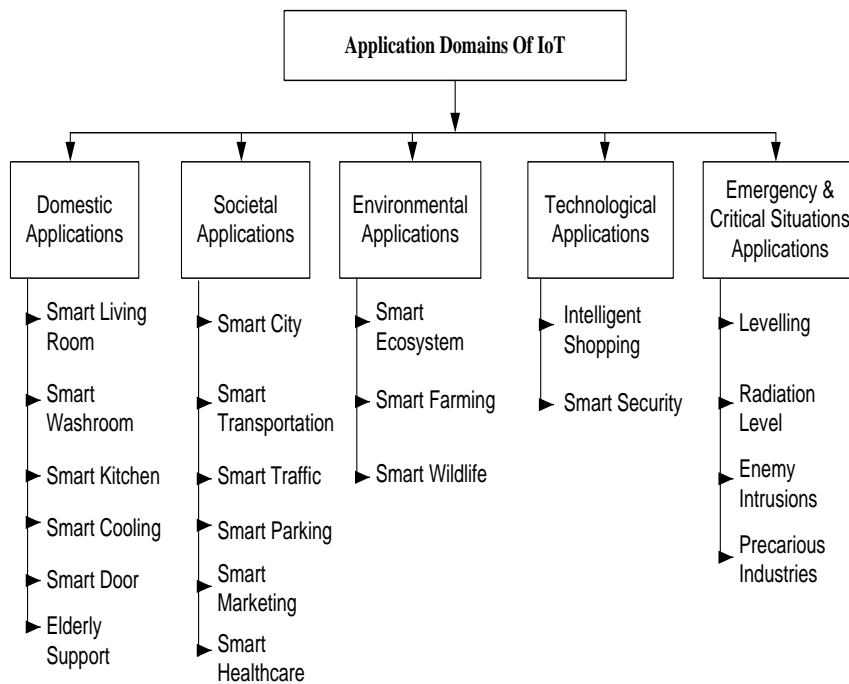 Application Domains Of IoT
Domestic
Applications
Societal
Applications
Environmental
Applications
Technological
Applications
Emergency &
Critical Situations
Applications
Smart Living
Room
Smart
Washroom
Smart Kitchen
Smart Cooling
Smart Door
Elderly
Support
Smart City
Smart
Transportation
Smart Traffic
Smart Parking
Smart
Marketing
Smart
Healthcare
Smart
Ecosystem
Smart Farming
Smart Wildlife
Intelligent
Shopping
Smart Security
Levelling
Radiation
Level
Enemy
Intrusions
Precarious
Industries